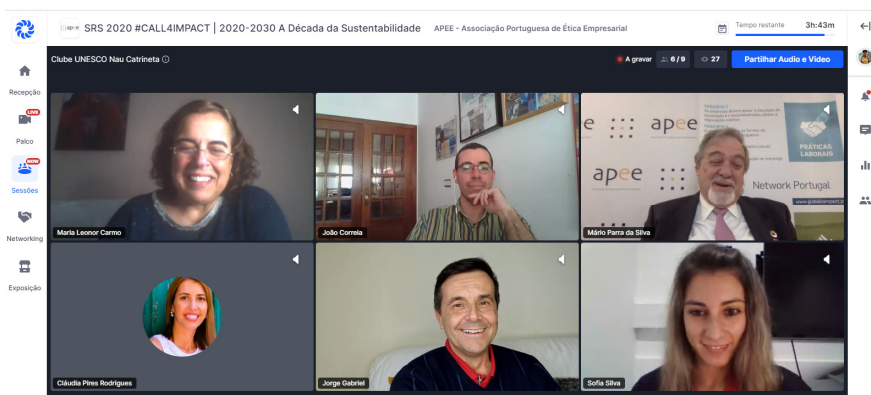 apee
SRS 2020 #CALL4IMPACT | 2020-2030 A Década da Sustentabilidade
APEE - Associação Portuguesa de Ética Empresarial
Tempo restante
3h:43m
Clube UNESCO Nau Catrineta
A gravar
6 / 9
27
Partilhar Audio e Video
Recepção
LIVE
Palco
NOW
Sessões
Networking
Exposição
Maria Leonor Carmo
João Correia
e
apee
apee
PRÁTICAS
LABORAIS
Network Portugal
Mário Parra da Silva
Cláudia Pires Rodrigues
Jorge Gabriel
Sofia Silva